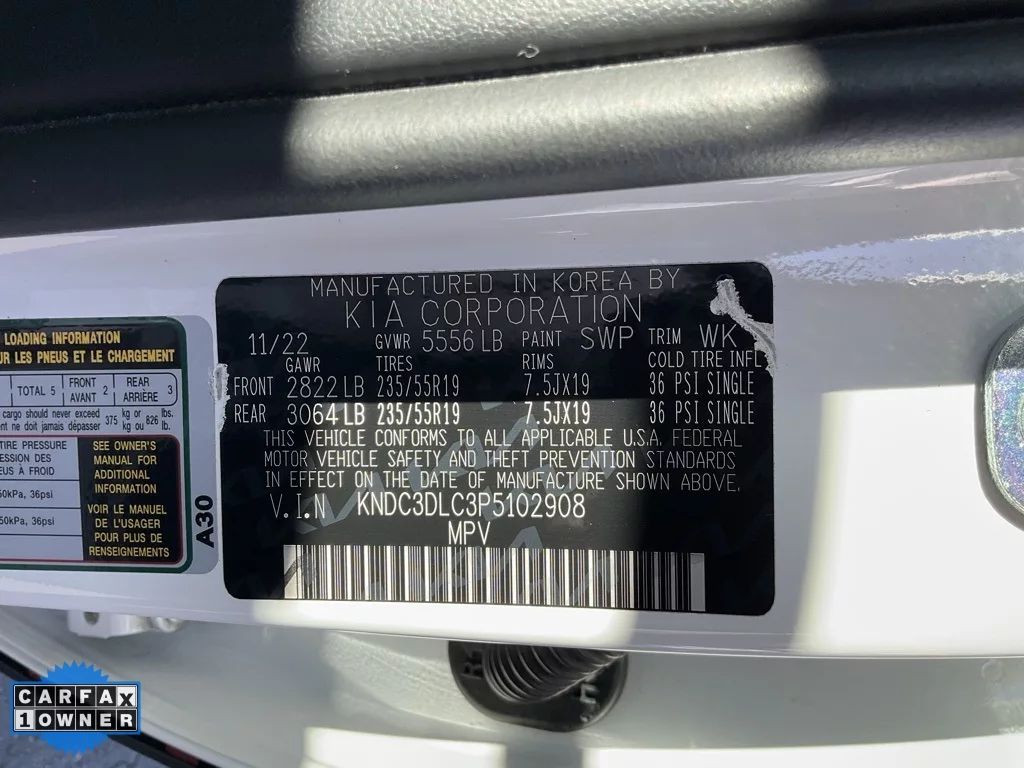 MANUFACTURED IN KOREA BY
KIA CORPORATION
11/22 GVWR 5556 LB PAINT SWP TRIM WK
GAWR TIRES RIMS COLD TIRE INFL
FRONT 2822 LB 235/55R19 7.5JX19 36 PSI SINGLE
REAR 3064 LB 235/55R19 7.5JX19 36 PSI SINGLE
THIS VEHICLE CONFORMS TO ALL APPLICABLE U.S.A. FEDERAL
MOTOR VEHICLE SAFETY AND THEFT PREVENTION STANDARDS
IN EFFECT ON THE DATE OF MANUFACTURE SHOWN ABOVE.
V.I.N KNDC3DLC3P5102908
MPV
LOADING INFORMATION
UR LES PNEUS ET LE CHARGEMENT
TOTAL 5 FRONT AVANT 2 REAR ARRIÈRE 3
cargo should never exceed 375 kg or 826 lbs.
ent ne doit jamais dépasser kg ou lb.
TIRE PRESSURE
ESSION DES
US À FROID
50kPa, 36psi
50kPa, 36psi
SEE OWNER'S
MANUAL FOR
ADDITIONAL
INFORMATION
VOIR LE MANUEL
DE L'USAGER
POUR PLUS DE
RENSEIGNEMENTS
A30
CARFAX
1 OWNER